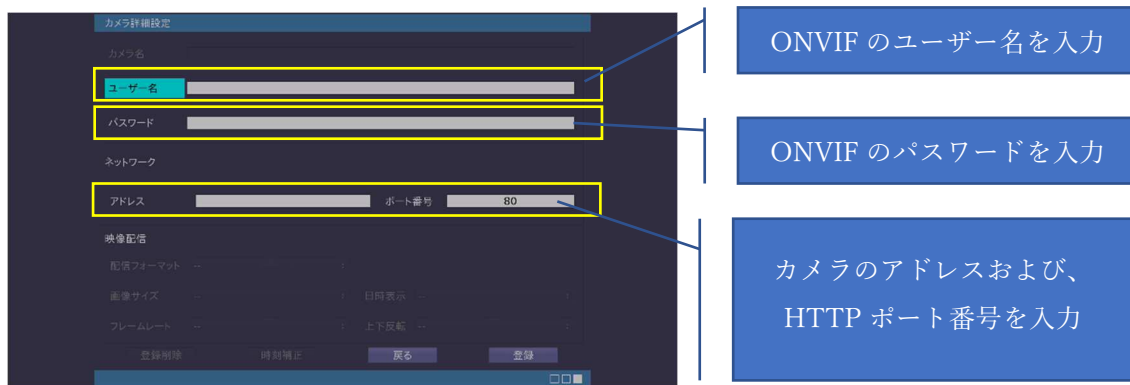 カメラ詳細設定
カメラ名
ユーザー名
パスワード
ネットワーク
アドレス ポート番号 80
映像配信
配信フォーマット --
画像サイズ -- 日時表示 --
フレームレート -- 上下反転 --
登録削除 時刻補正 戻る 登録
ONVIF のユーザー名を入力
ONVIF のパスワードを入力
カメラのアドレスおよび、
HTTP ポート番号を入力